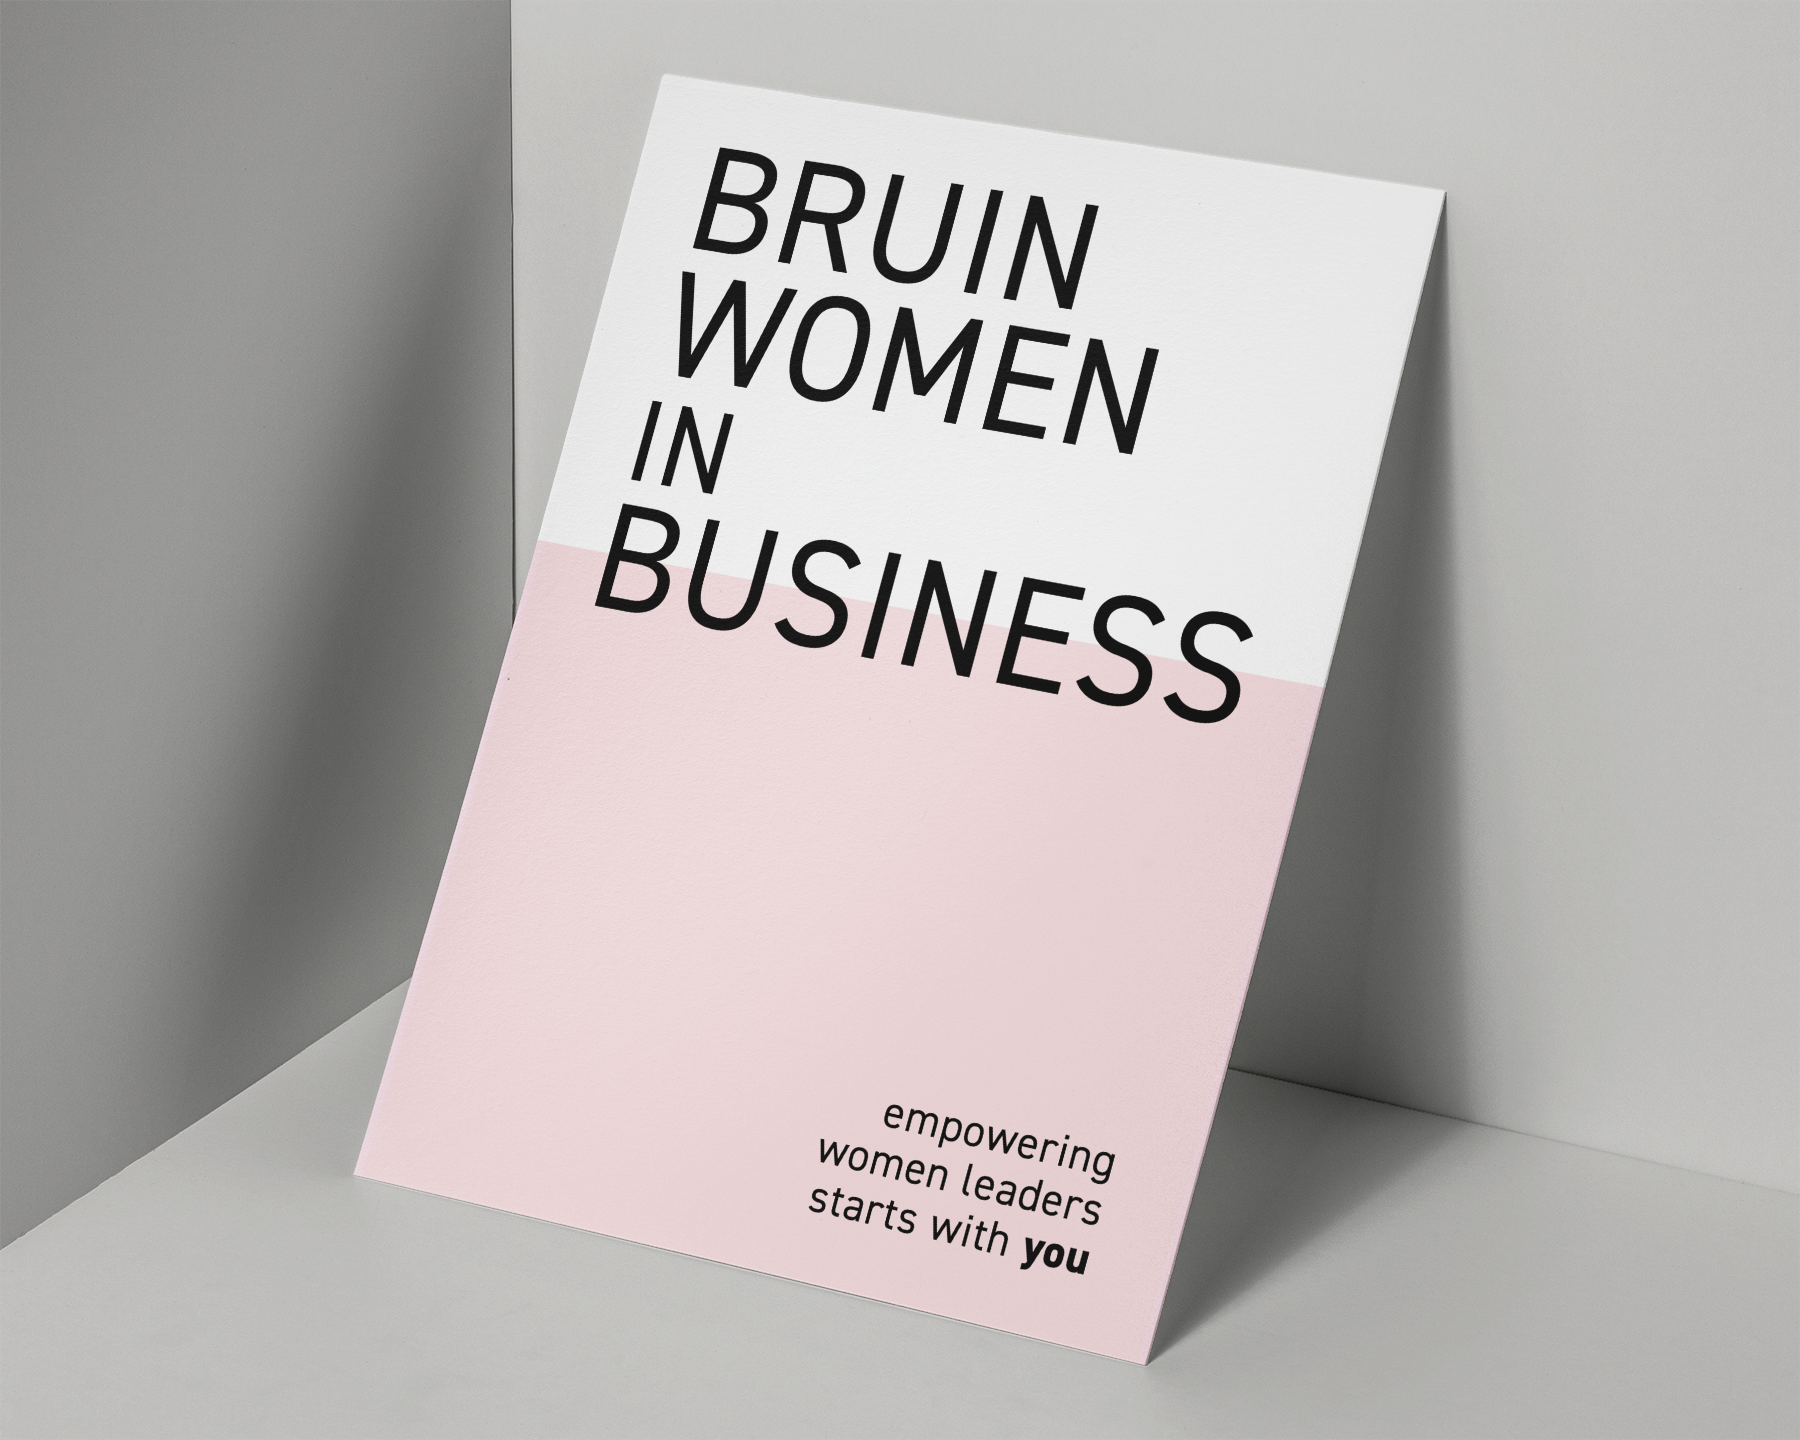 BRUIN
WOMEN
IN
BUSINESS
empowering
women leaders
starts with you